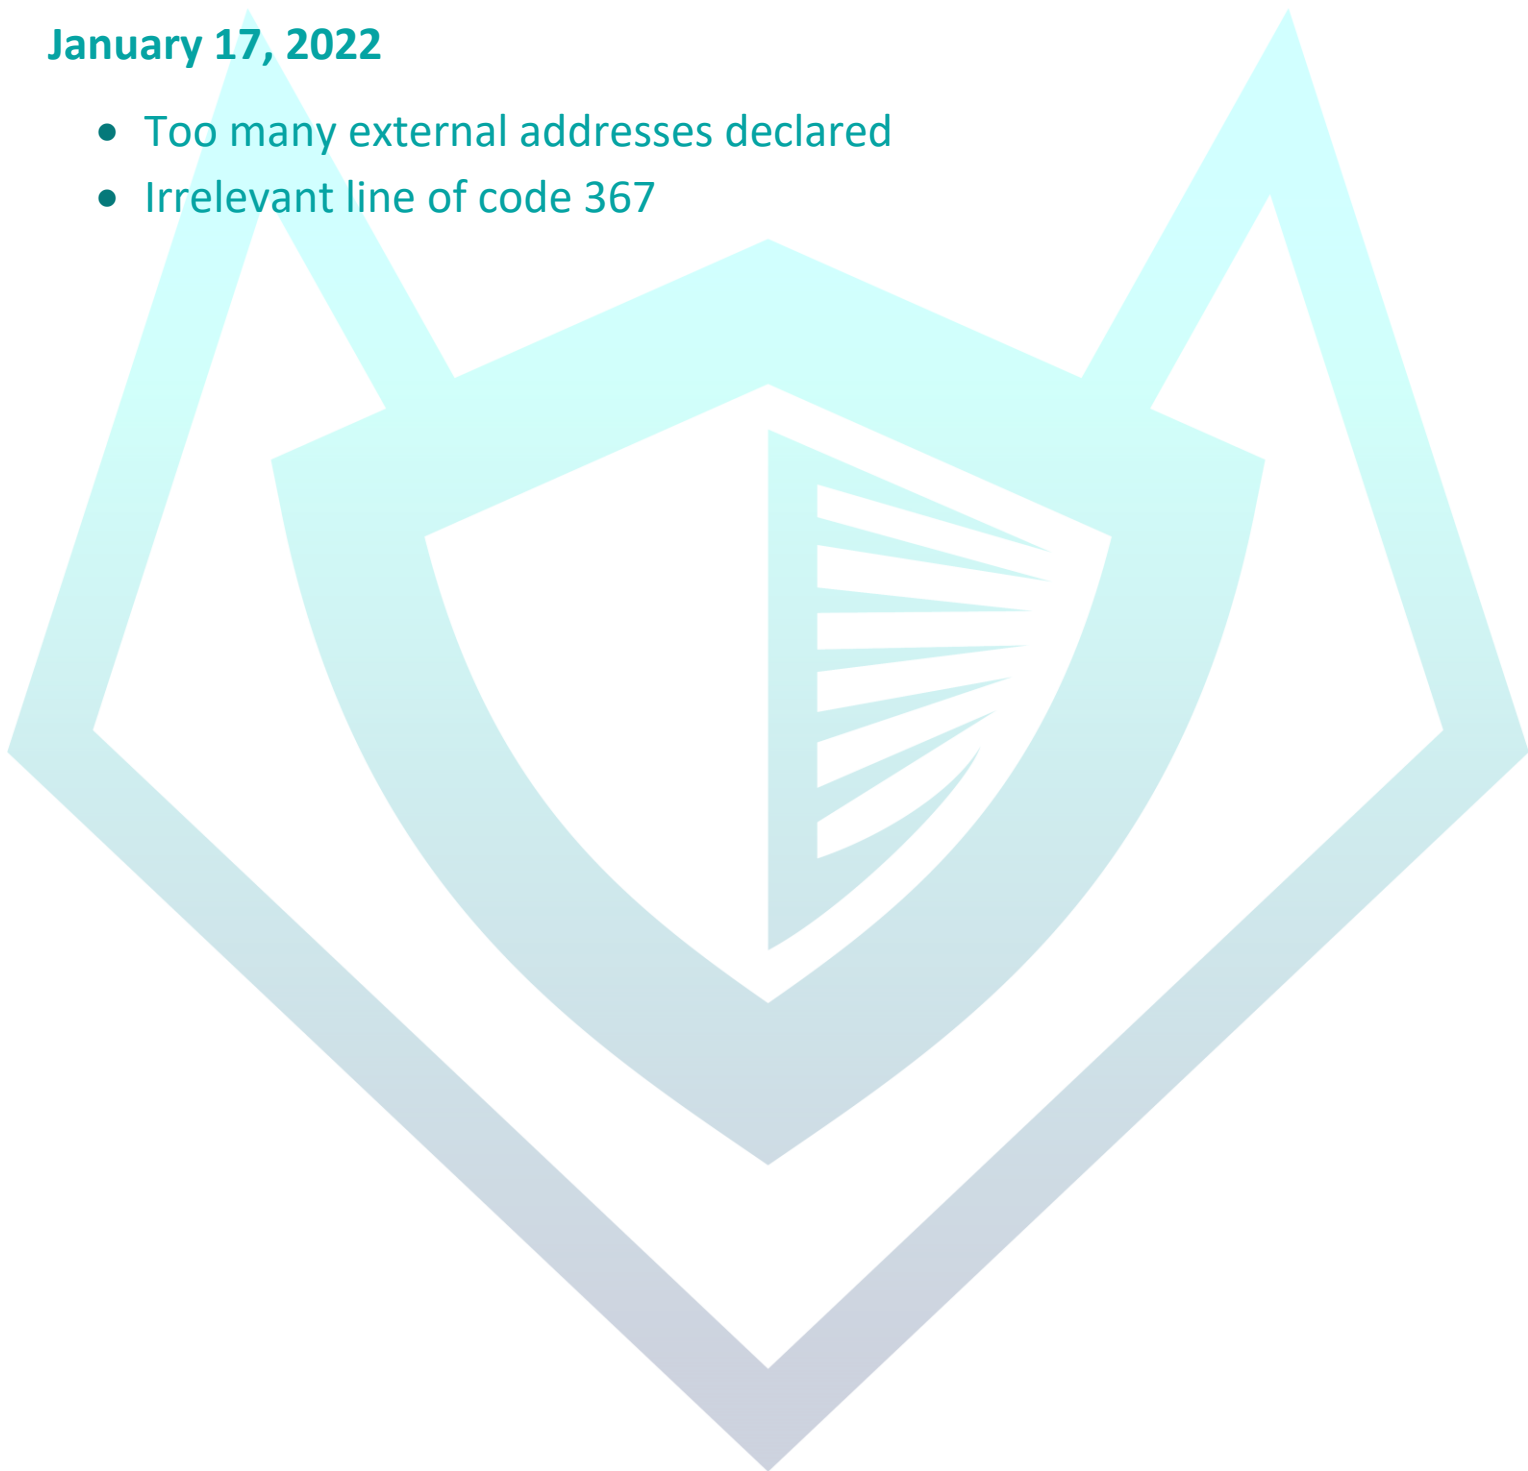 January 17, 2022
• Too many external addresses declared
• Irrelevant line of code 367